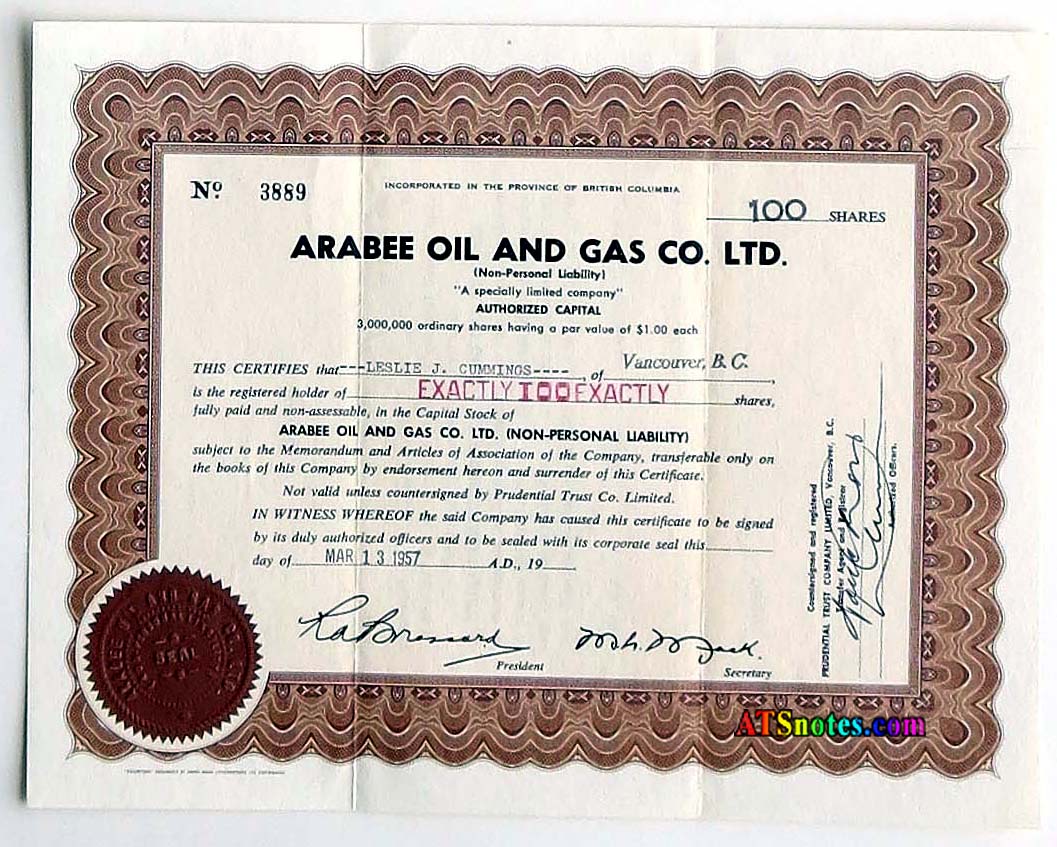 Nº 3889
INCORPORATED IN THE PROVINCE OF BRITISH COLUMBIA
100 SHARES
ARABEE OIL AND GAS CO. LTD.
(Non-Personal Liability)
"A specially limited company"
AUTHORIZED CAPITAL
3,000,000 ordinary shares having a par value of $1.00 each
THIS CERTIFIES that---LESLIE J. CUMMINGS----, of Vancouver, B.C.,
is the registered holder of EXACTLY 100 EXACTLY shares,
fully paid and non-assessable, in the Capital Stock of
ARABEE OIL AND GAS CO. LTD. (NON-PERSONAL LIABILITY)
subject to the Memorandum and Articles of Association of the Company, transferable only on
the books of this Company by endorsement hereon and surrender of this Certificate.
Not valid unless countersigned by Prudential Trust Co. Limited.
IN WITNESS WHEREOF the said Company has caused this certificate to be signed
by its duly authorized officers and to be sealed with its corporate seal this
day of MAR 13 1957 A.D., 19
President
Secretary
Countersigned and registered
PRUDENTIAL TRUST COMPANY LIMITED, Vancouver, B.C.
Transfer Agent and Registrar
Officers.
SEAL
ATSnotes.com